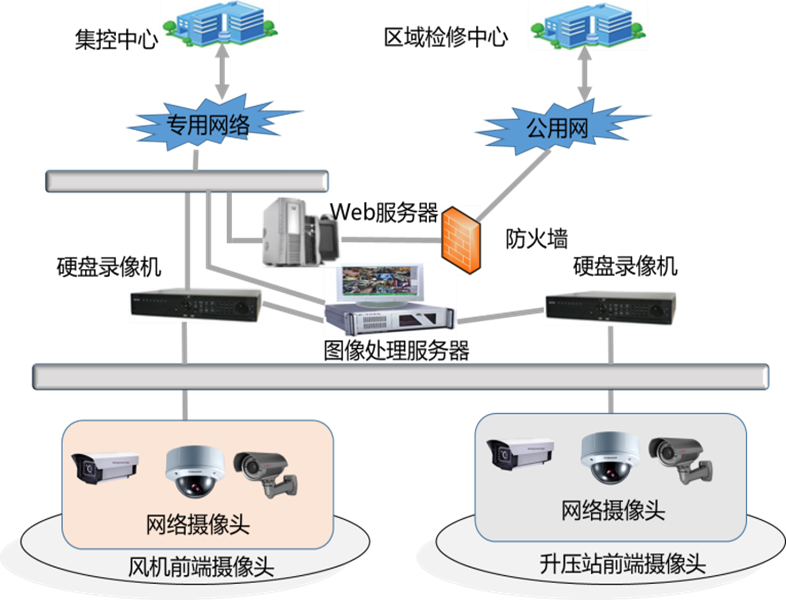 集控中心
区域检修中心
专用网络
公用网
Web服务器
防火墙
硬盘录像机
硬盘录像机
图像处理服务器
网络摄像头
网络摄像头
风机前端摄像头
升压站前端摄像头